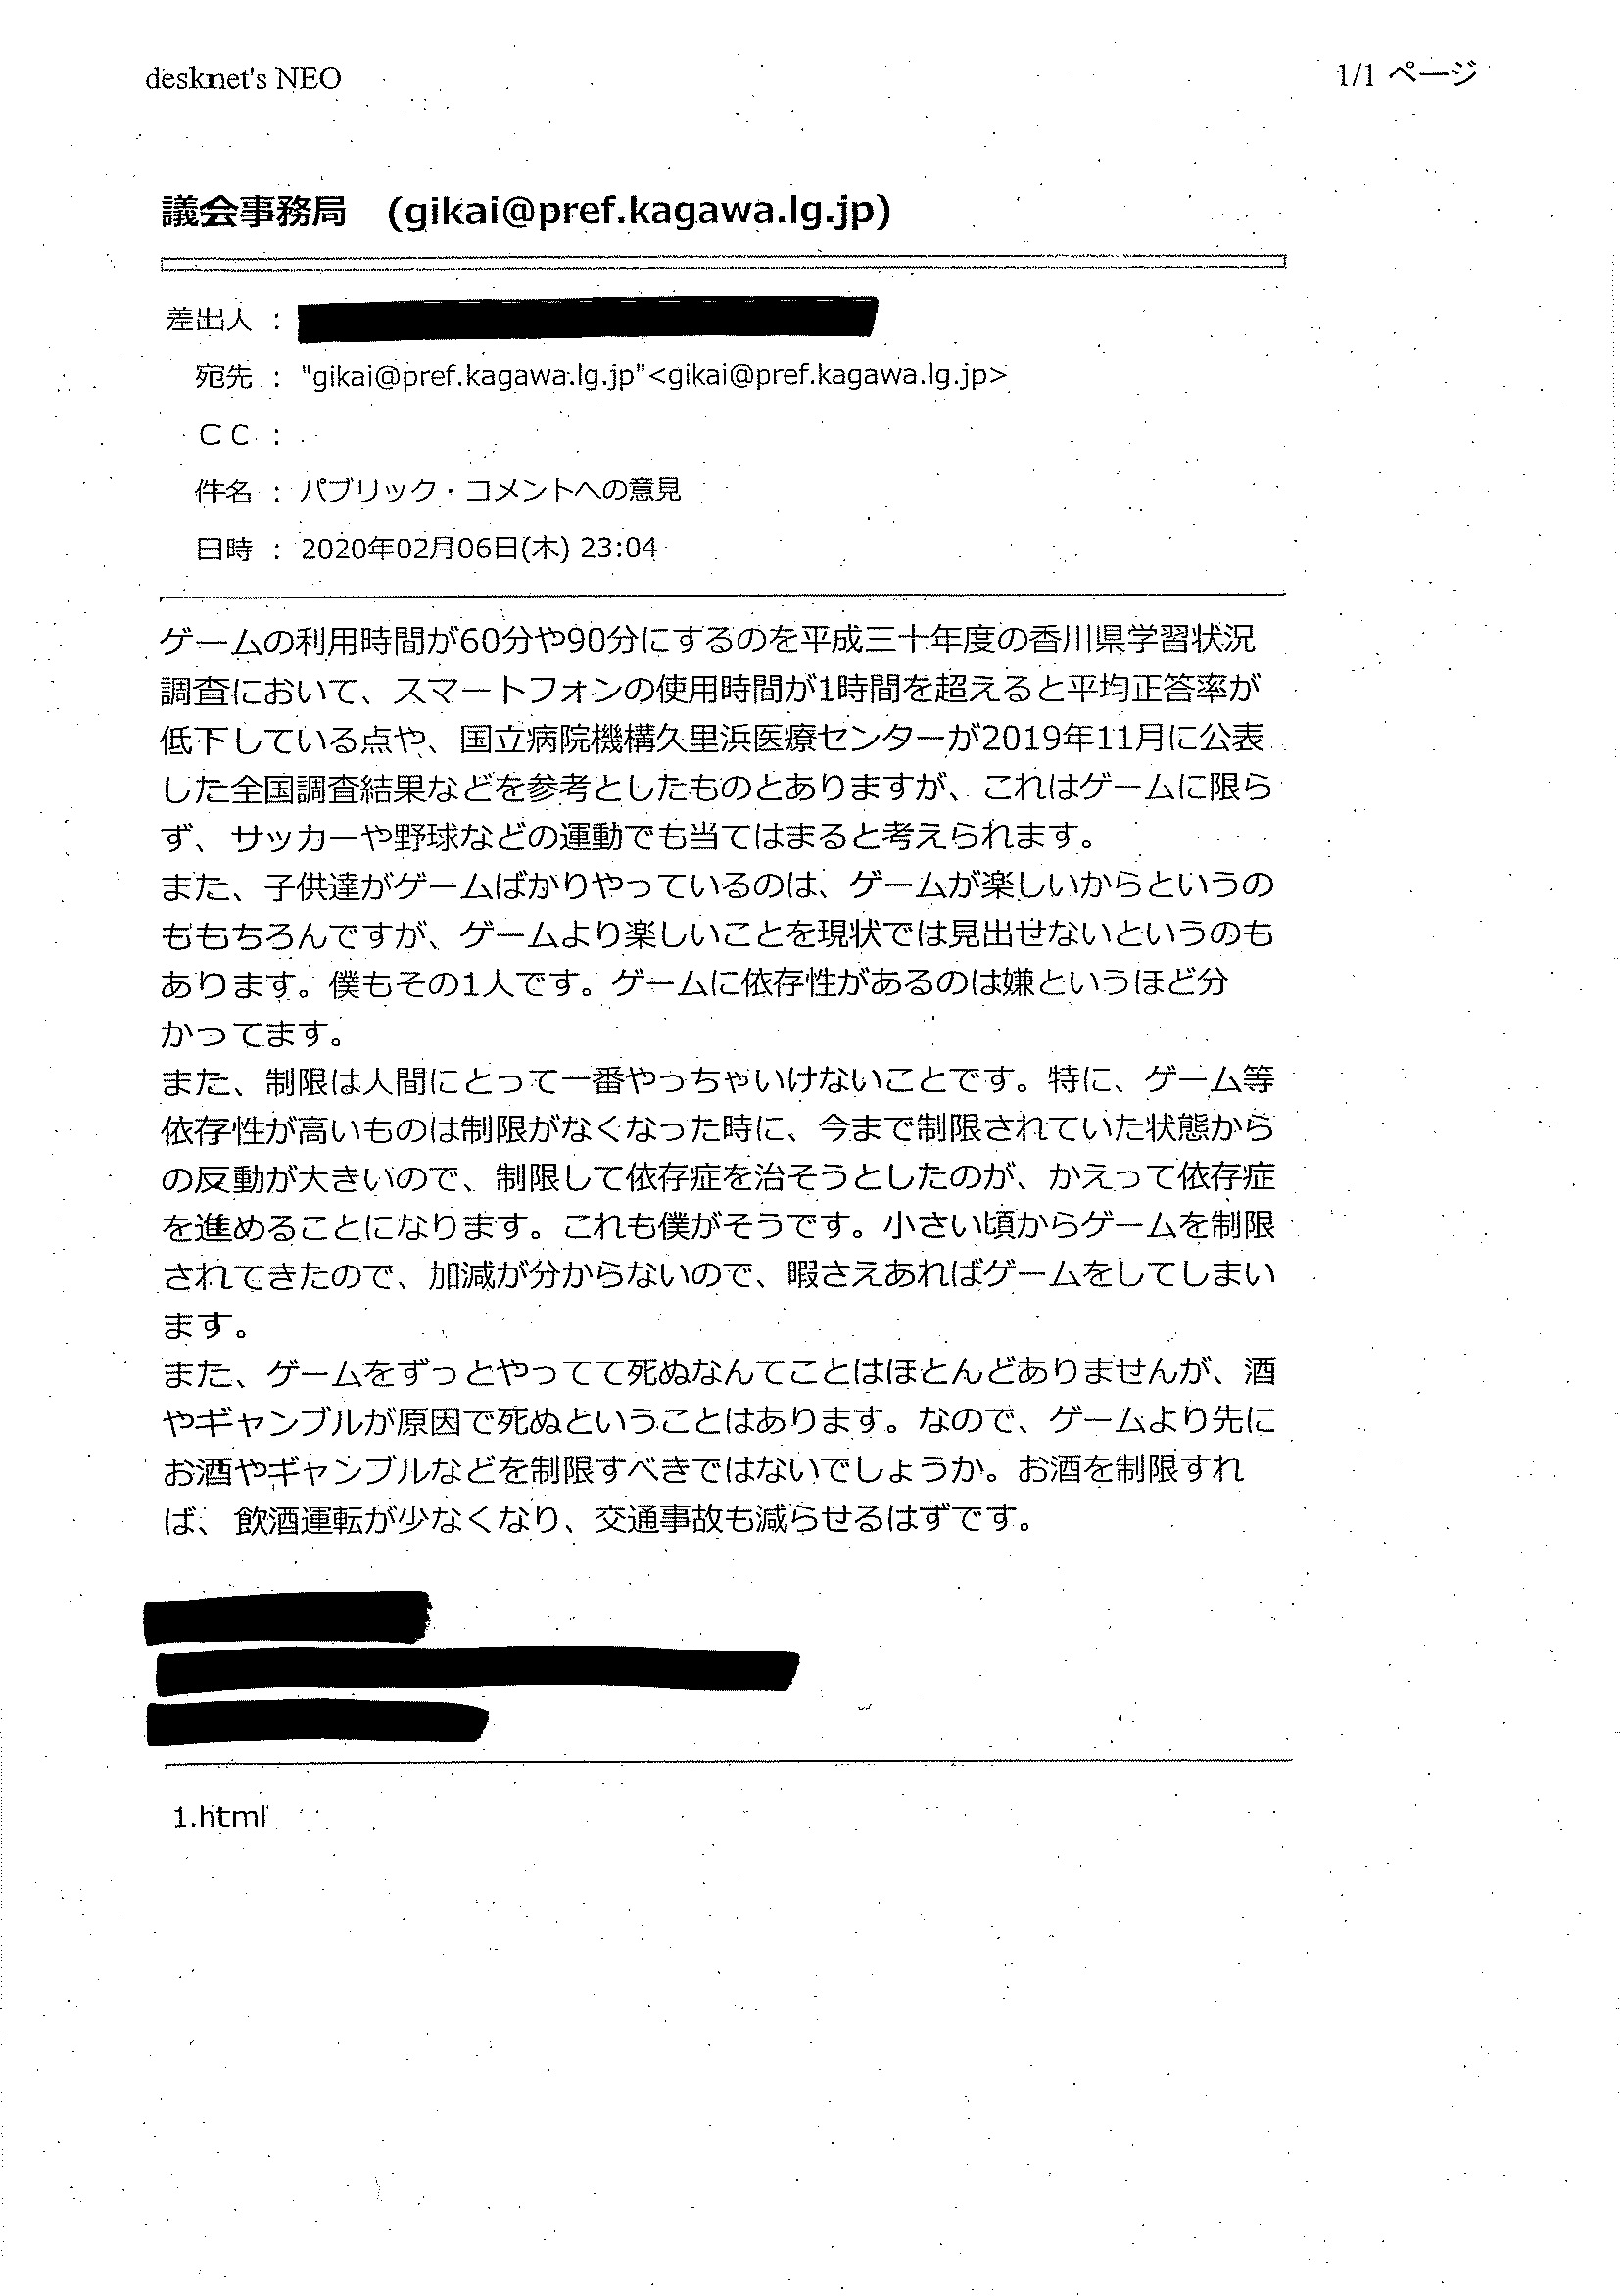 desknet's NEO
1/1 ページ
議会事務局 (gikai@pref.kagawa.lg.jp)
差出人 :
宛先 : "gikai@pref.kagawa.lg.jp"<gikai@pref.kagawa.lg.jp>
CC :
件名 : パブリック・コメントへの意見
日時 : 2020年02月06日(木) 23:04
ゲームの利用時間が60分や90分にするのを平成三十年度の香川県学習状況
調査において、スマートフォンの使用時間が1時間を超えると平均正答率が
低下している点や、国立病院機構久里浜医療センターが2019年11月に公表
した全国調査結果などを参考としたものとありますが、これはゲームに限ら
ず、サッカーや野球などの運動でも当てはまると考えられます。
また、子供達がゲームばかりやっているのは、ゲームが楽しいからというの
ももちろんですが、ゲームより楽しいことを現状では見出せないというのも
あります。僕もその1人です。ゲームに依存性があるのは嫌というほど分
かってます。
また、制限は人間にとって一番やっちゃいけないことです。特に、ゲーム等
依存性が高いものは制限がなくなった時に、今まで制限されていた状態から
の反動が大きいので、制限して依存症を治そうとしたのが、かえって依存症
を進めることになります。これも僕がそうです。小さい頃からゲームを制限
されてきたので、加減が分からないので、暇さえあればゲームをしてしまい
ます。
また、ゲームをずっとやってて死ぬなんてことはほとんどありませんが、酒
やギャンブルが原因で死ぬということはあります。なので、ゲームより先に
お酒やギャンブルなどを制限すべきではないでしょうか。お酒を制限すれ
ば、飲酒運転が少なくなり、交通事故も減らせるはずです。
1.html